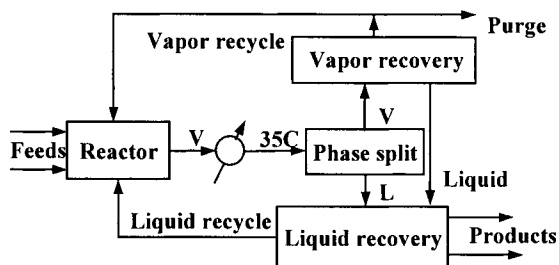 Purge
Vapor recycle
Vapor recovery
V
V
35C
Feeds
Reactor
Phase split
L
Liquid
Liquid recycle
Liquid recovery
Products